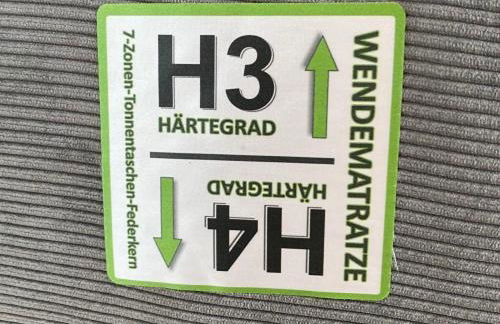 7-Zonen-Tonnentaschen-Federkern
H3
HÄRTEGRAD
WENDEMATRATZE
H4
HÄRTEGRAD